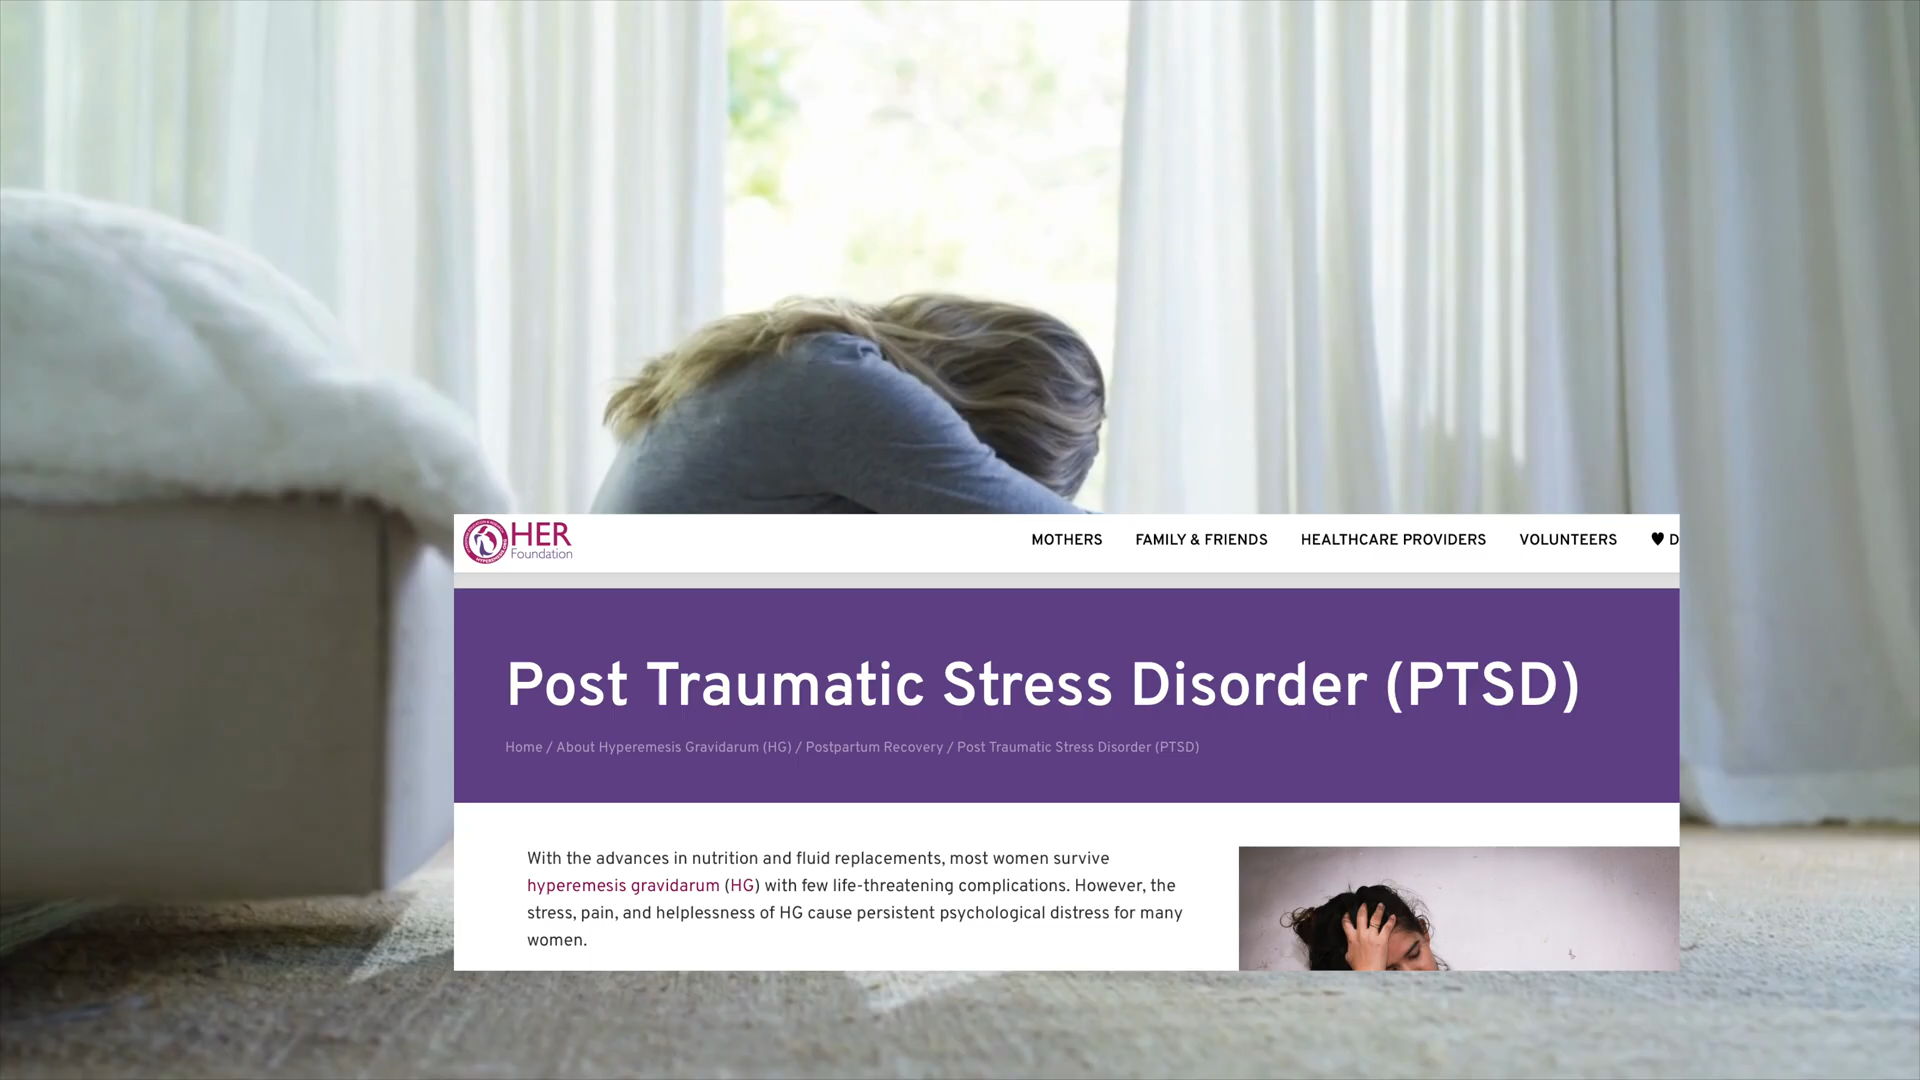 HER
Foundation
MOTHERS FAMILY & FRIENDS HEALTHCARE PROVIDERS VOLUNTEERS ♥ D
Post Traumatic Stress Disorder (PTSD)
Home / About Hyperemesis Gravidarum (HG) / Postpartum Recovery / Post Traumatic Stress Disorder (PTSD)
With the advances in nutrition and fluid replacements, most women survive
hyperemesis gravidarum (HG) with few life-threatening complications. However, the
stress, pain, and helplessness of HG cause persistent psychological distress for many
women.